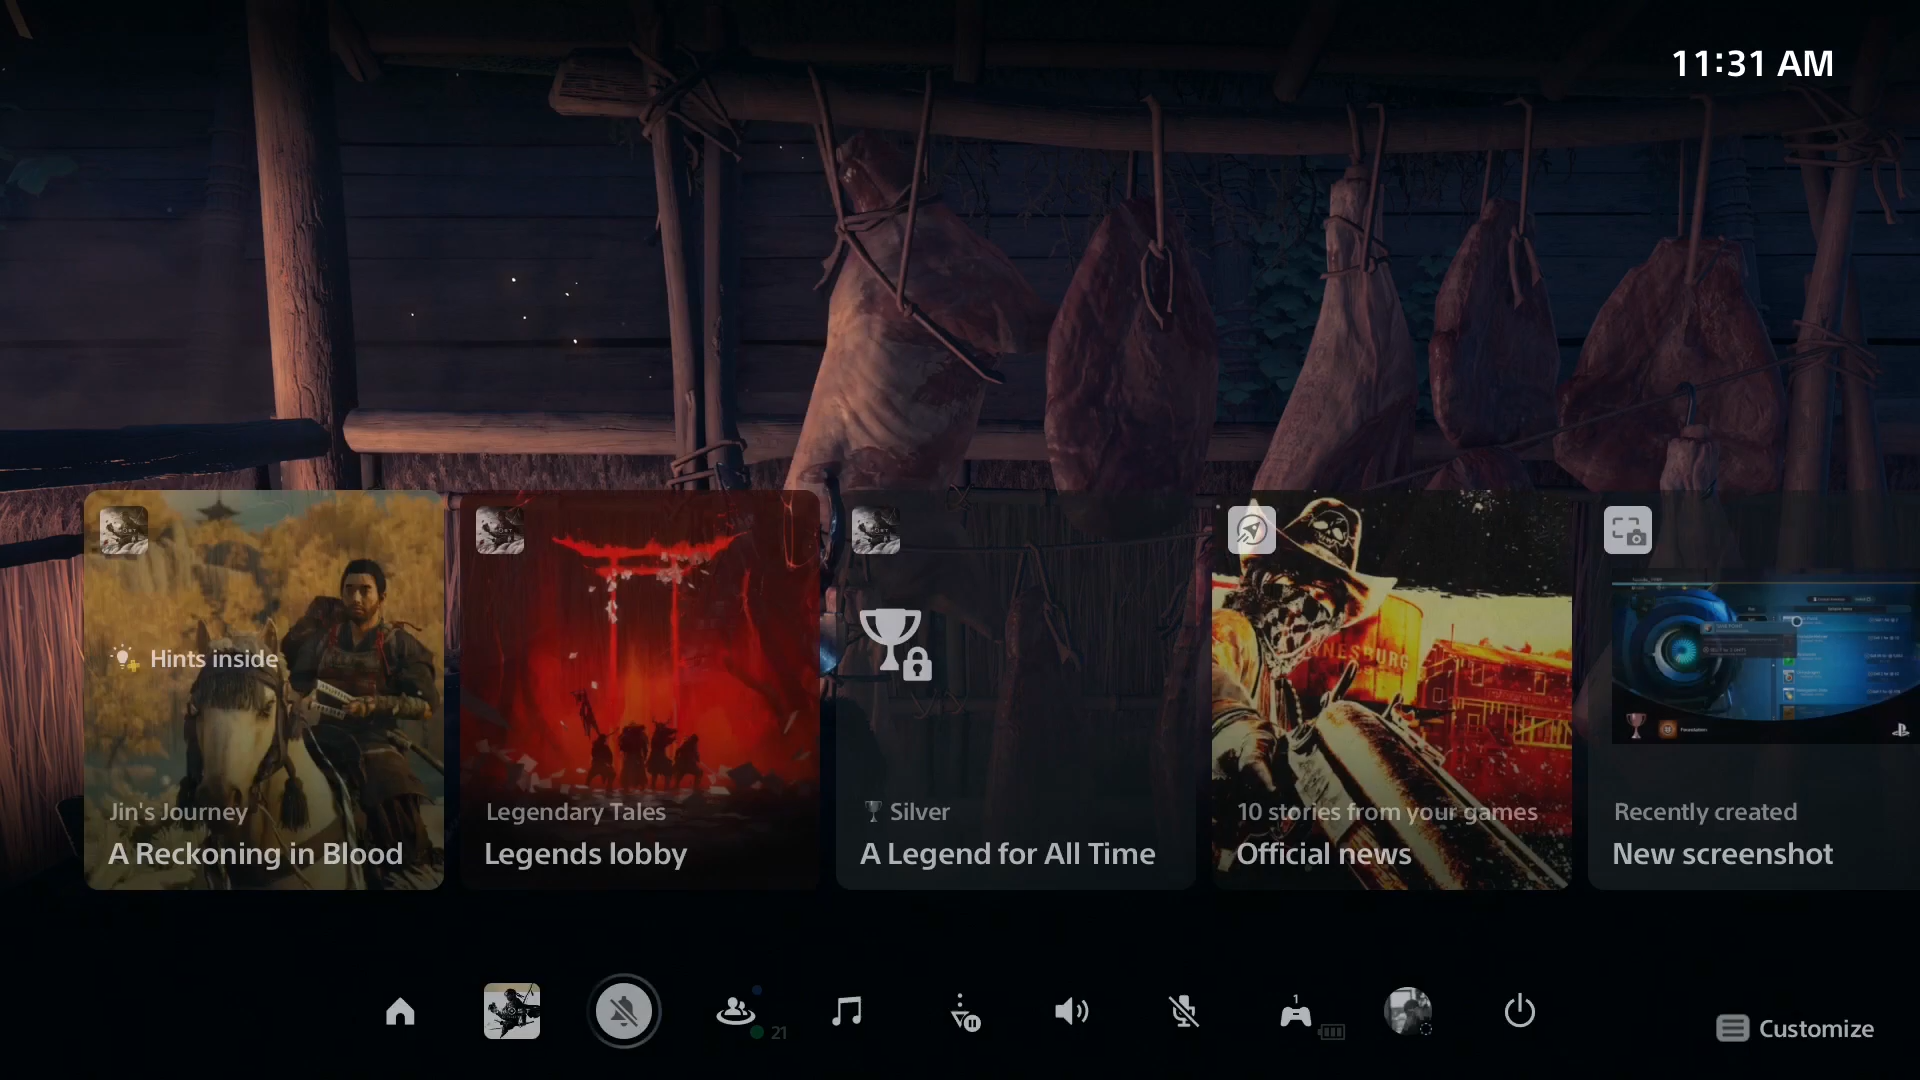 11:31 AM
Hints inside
Jin's Journey
A Reckoning in Blood
Legendary Tales
Legends lobby
Silver
A Legend for All Time
10 stories from your games
Official news
Recently created
New screenshot
21
1
Customize